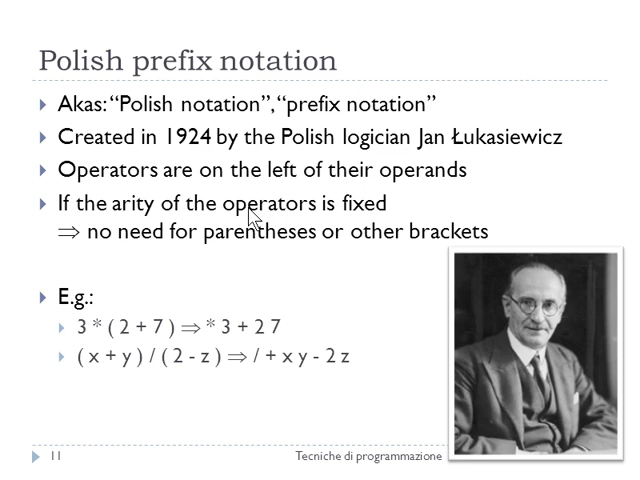 Polish prefix notation
Akas: “Polish notation”, “prefix notation”
Created in 1924 by the Polish logician Jan Łukasiewicz
Operators are on the left of their operands
If the arity of the operators is fixed
⇒ no need for parentheses or other brackets
E.g.:
3 * ( 2 + 7 ) ⇒ * 3 + 2 7
( x + y ) / ( 2 - z ) ⇒ / + x y - 2 z
11 Tecniche di programmazione